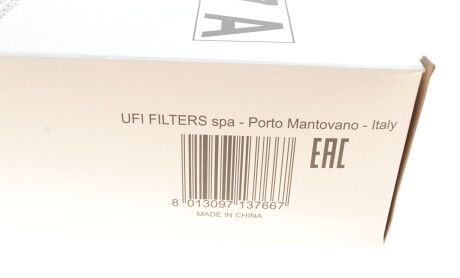 UFI FILTERS spa - Porto Mantovano - Italy
EAC
8 013097 137667
MADE IN CHINA